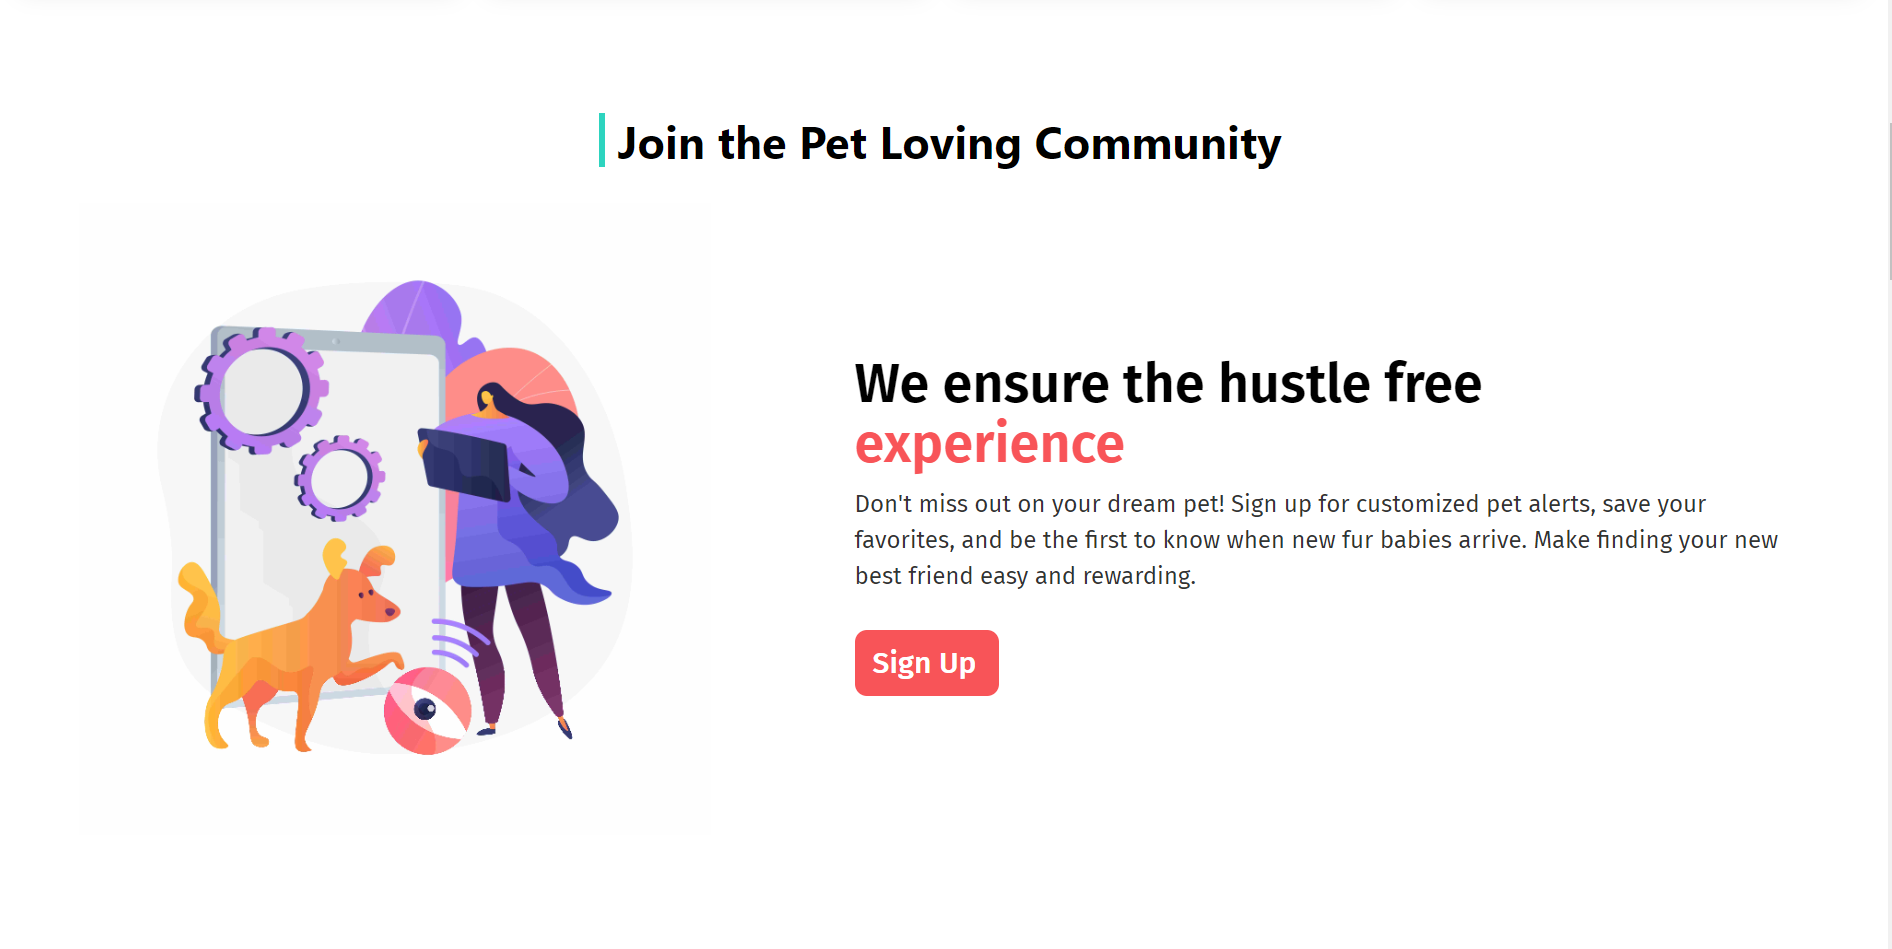 Join the Pet Loving Community
We ensure the hustle free
experience
Don't miss out on your dream pet! Sign up for customized pet alerts, save your
favorites, and be the first to know when new fur babies arrive. Make finding your new
best friend easy and rewarding.
Sign Up